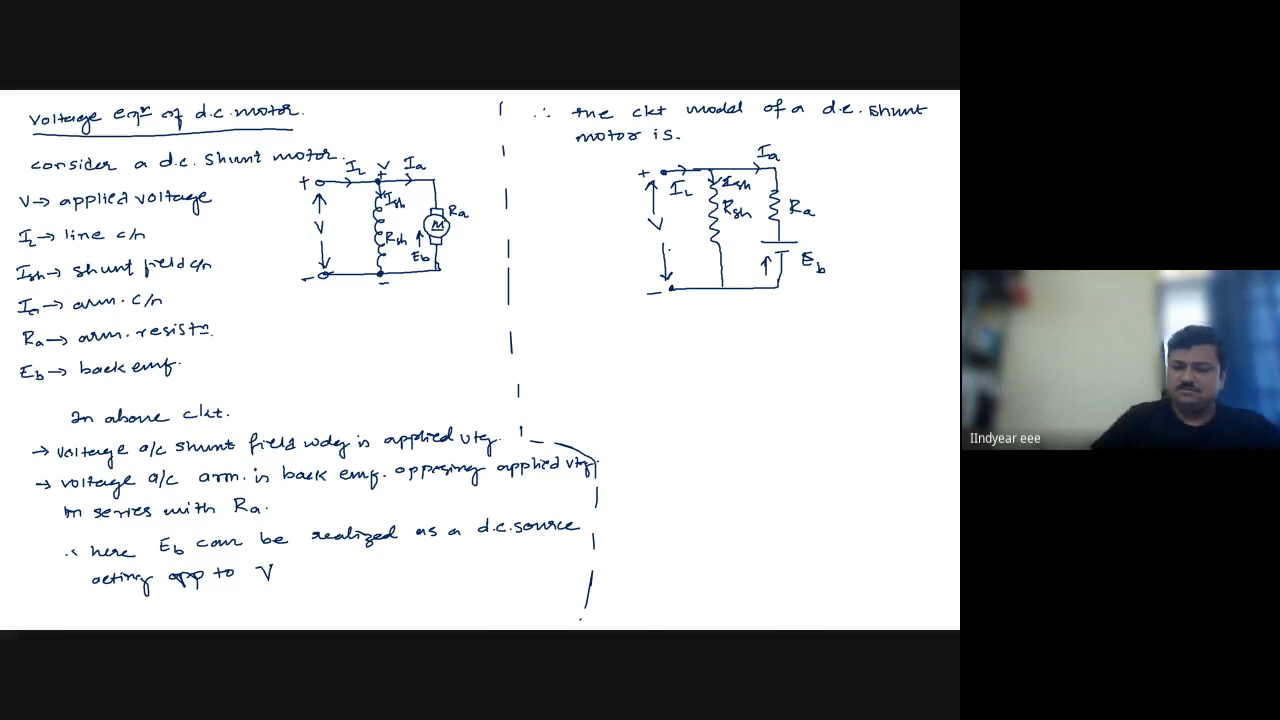 voltage eqn of d.c. motor.
consider a d.c. shunt motor.
V → applied voltage
IL → line c/n
Ish → shunt field c/n
Ia → arm. c/n
Ra → arm. resistn.
Eb → back emf.
+ IL V + Ia
Ish
V Rsh M Ra
Eb
− −
In above ckt.
→ voltage a/c shunt field wdg is applied vtg.
→ voltage a/c arm. is back emf. opposing applied vtg.
in series with Ra.
∴ here Eb can be realized as a d.c. source
acting opp to V
∴ the ckt model of a d.c. shunt
motor is.
+ IL Ish Ia
V Rsh Ra
Eb
−
IIndyear eee